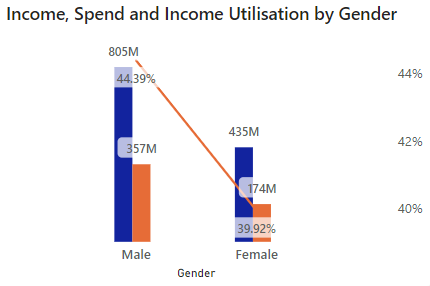 Income, Spend and Income Utilisation by Gender
805M
44.39%
357M
435M
174M
39.92%
44%
42%
40%
Male
Female
Gender